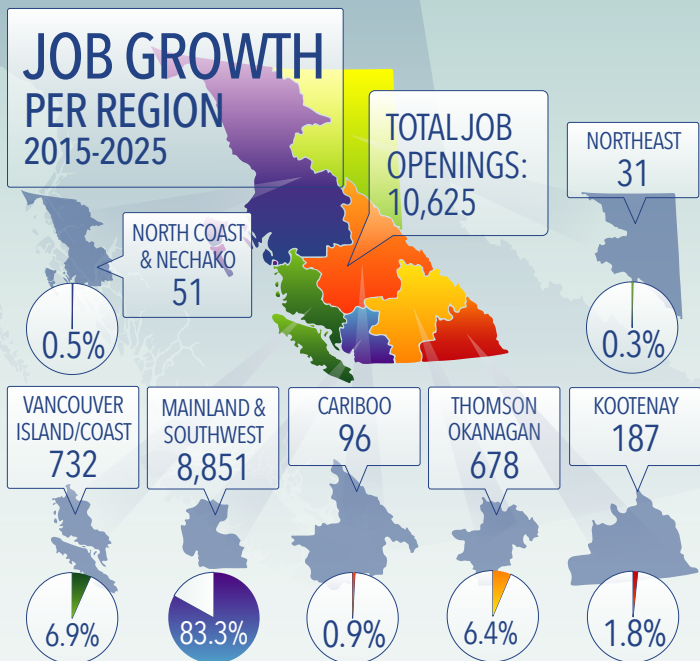 JOB GROWTH
PER REGION
2015-2025
TOTAL JOB
OPENINGS:
10,625
NORTHEAST
31
0.3%
NORTH COAST
& NECHAKO
51
0.5%
VANCOUVER
ISLAND/COAST
732
6.9%
MAINLAND &
SOUTHWEST
8,851
83.3%
CARIBOO
96
0.9%
THOMSON
OKANAGAN
678
6.4%
KOOTENAY
187
1.8%